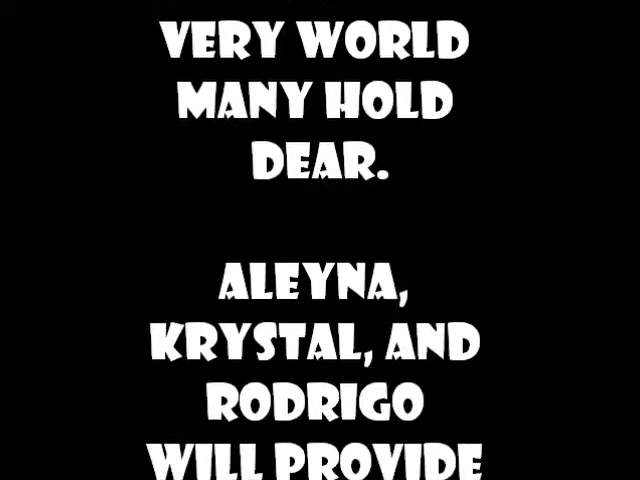 VERY WORLD
MANY HOLD
DEAR.
ALEYNA,
KRYSTAL, AND
RODRIGO
WILL PROVIDE